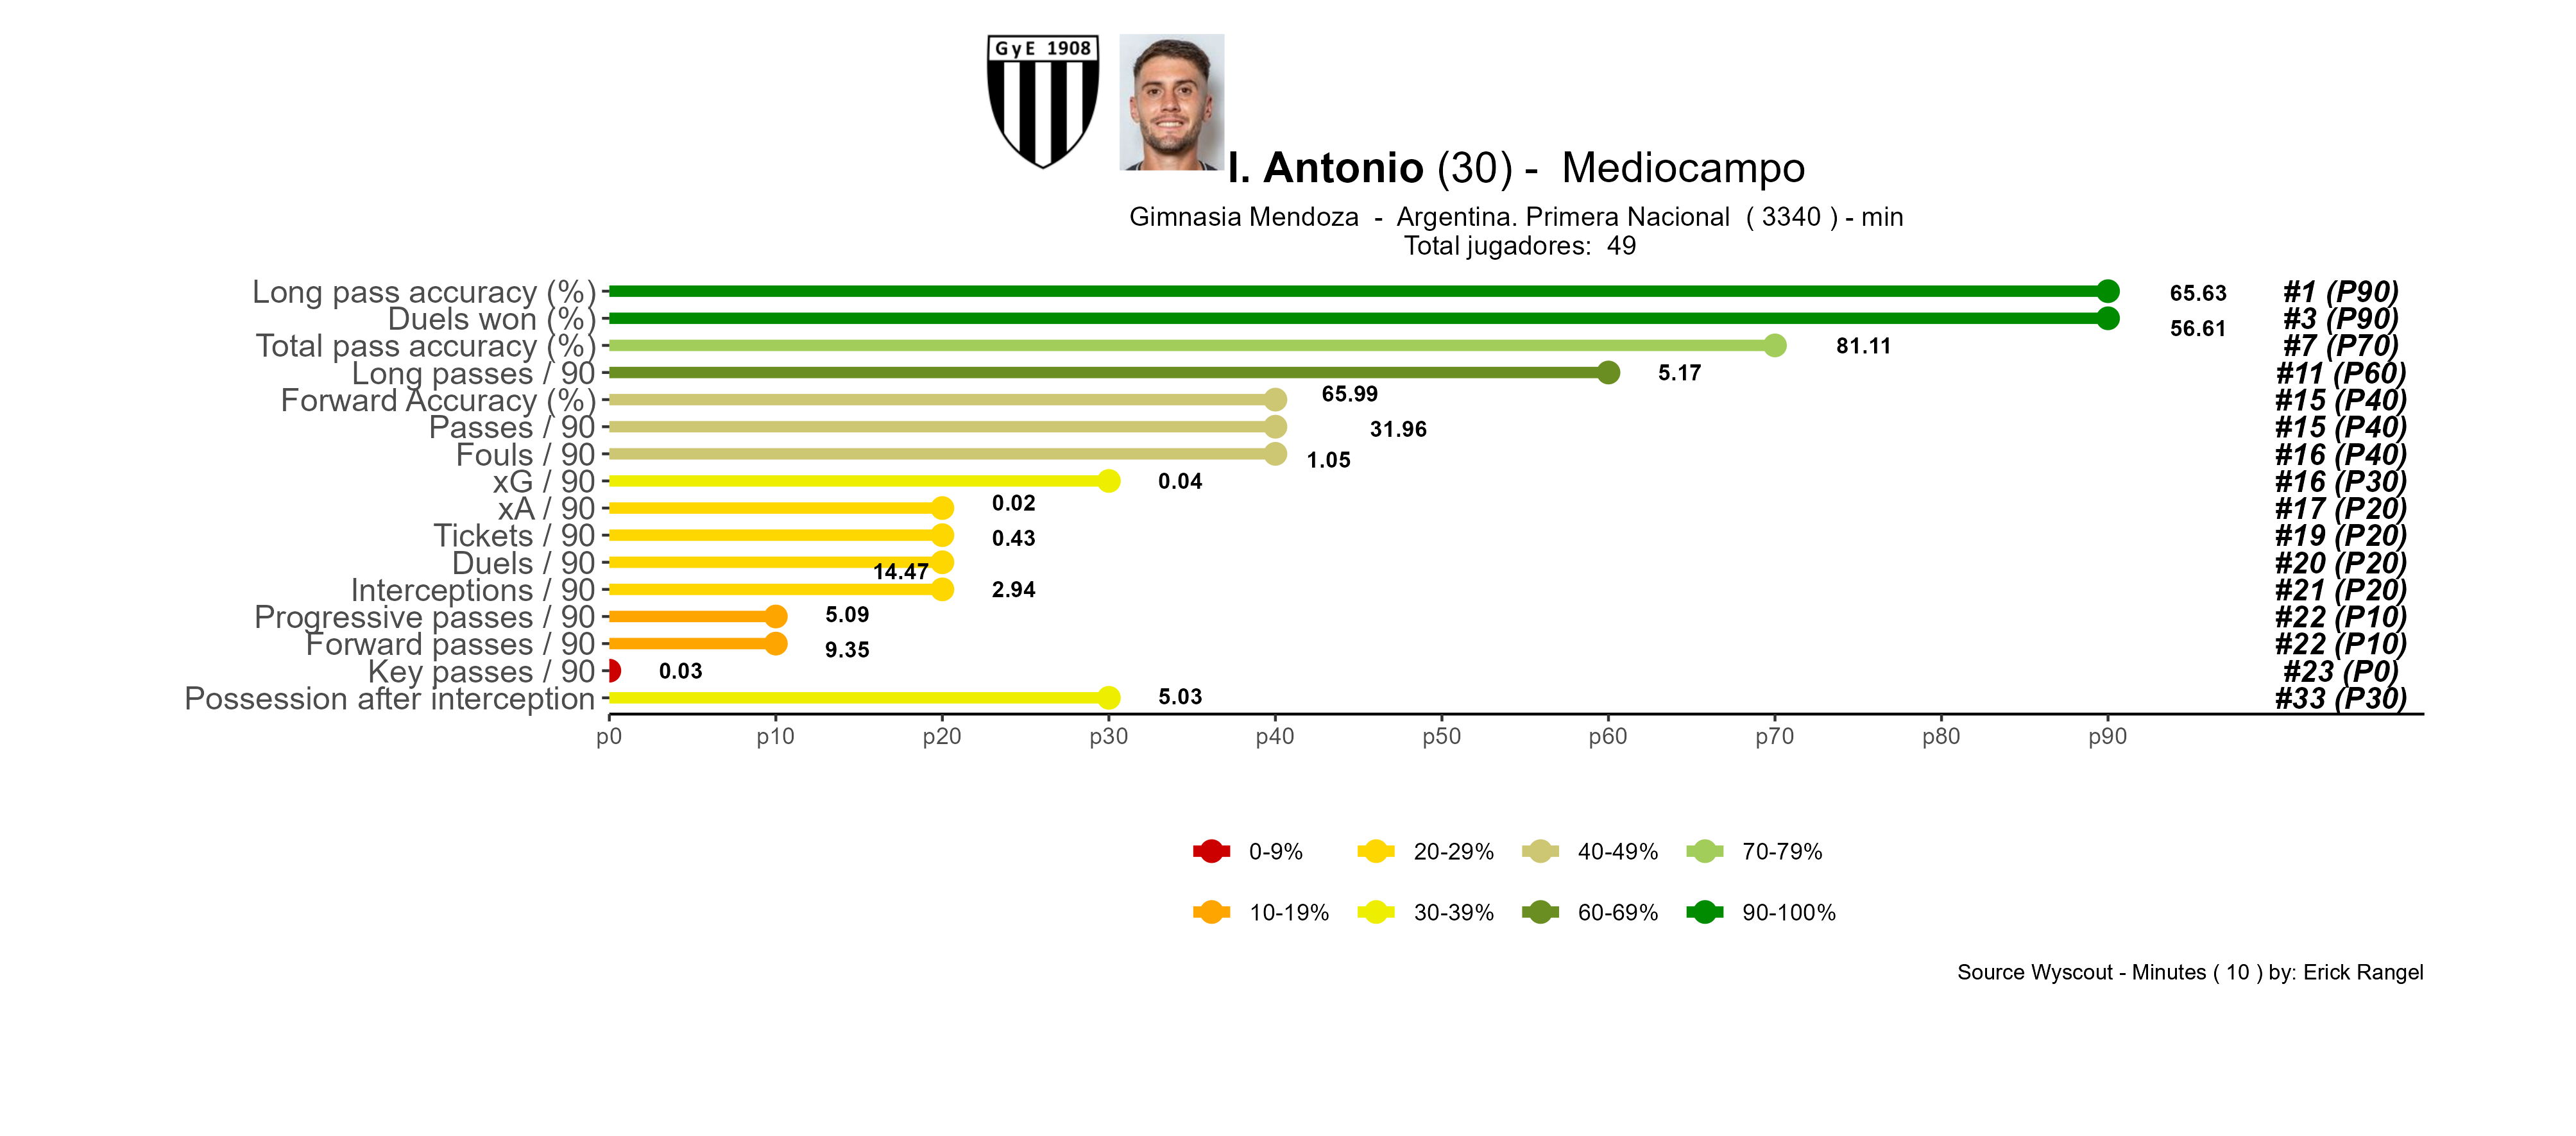 GyE 1908
I. Antonio (30) - Mediocampo
Gimnasia Mendoza - Argentina. Primera Nacional ( 3340 ) - min
Total jugadores: 49
Long pass accuracy (%) 65.63 #1 (P90)
Duels won (%) 56.61 #3 (P90)
Total pass accuracy (%) 81.11 #7 (P70)
Long passes / 90 5.17 #11 (P60)
Forward Accuracy (%) 65.99 #15 (P40)
Passes / 90 31.96 #15 (P40)
Fouls / 90 1.05 #16 (P40)
xG / 90 0.04 #16 (P30)
xA / 90 0.02 #17 (P20)
Tickets / 90 0.43 #19 (P20)
Duels / 90 14.47 #20 (P20)
Interceptions / 90 2.94 #21 (P20)
Progressive passes / 90 5.09 #22 (P10)
Forward passes / 90 9.35 #22 (P10)
Key passes / 90 0.03 #23 (P0)
Possession after interception 5.03 #33 (P30)
p0 p10 p20 p30 p40 p50 p60 p70 p80 p90
0-9% 20-29% 40-49% 70-79%
10-19% 30-39% 60-69% 90-100%
Source Wyscout - Minutes ( 10 ) by: Erick Rangel